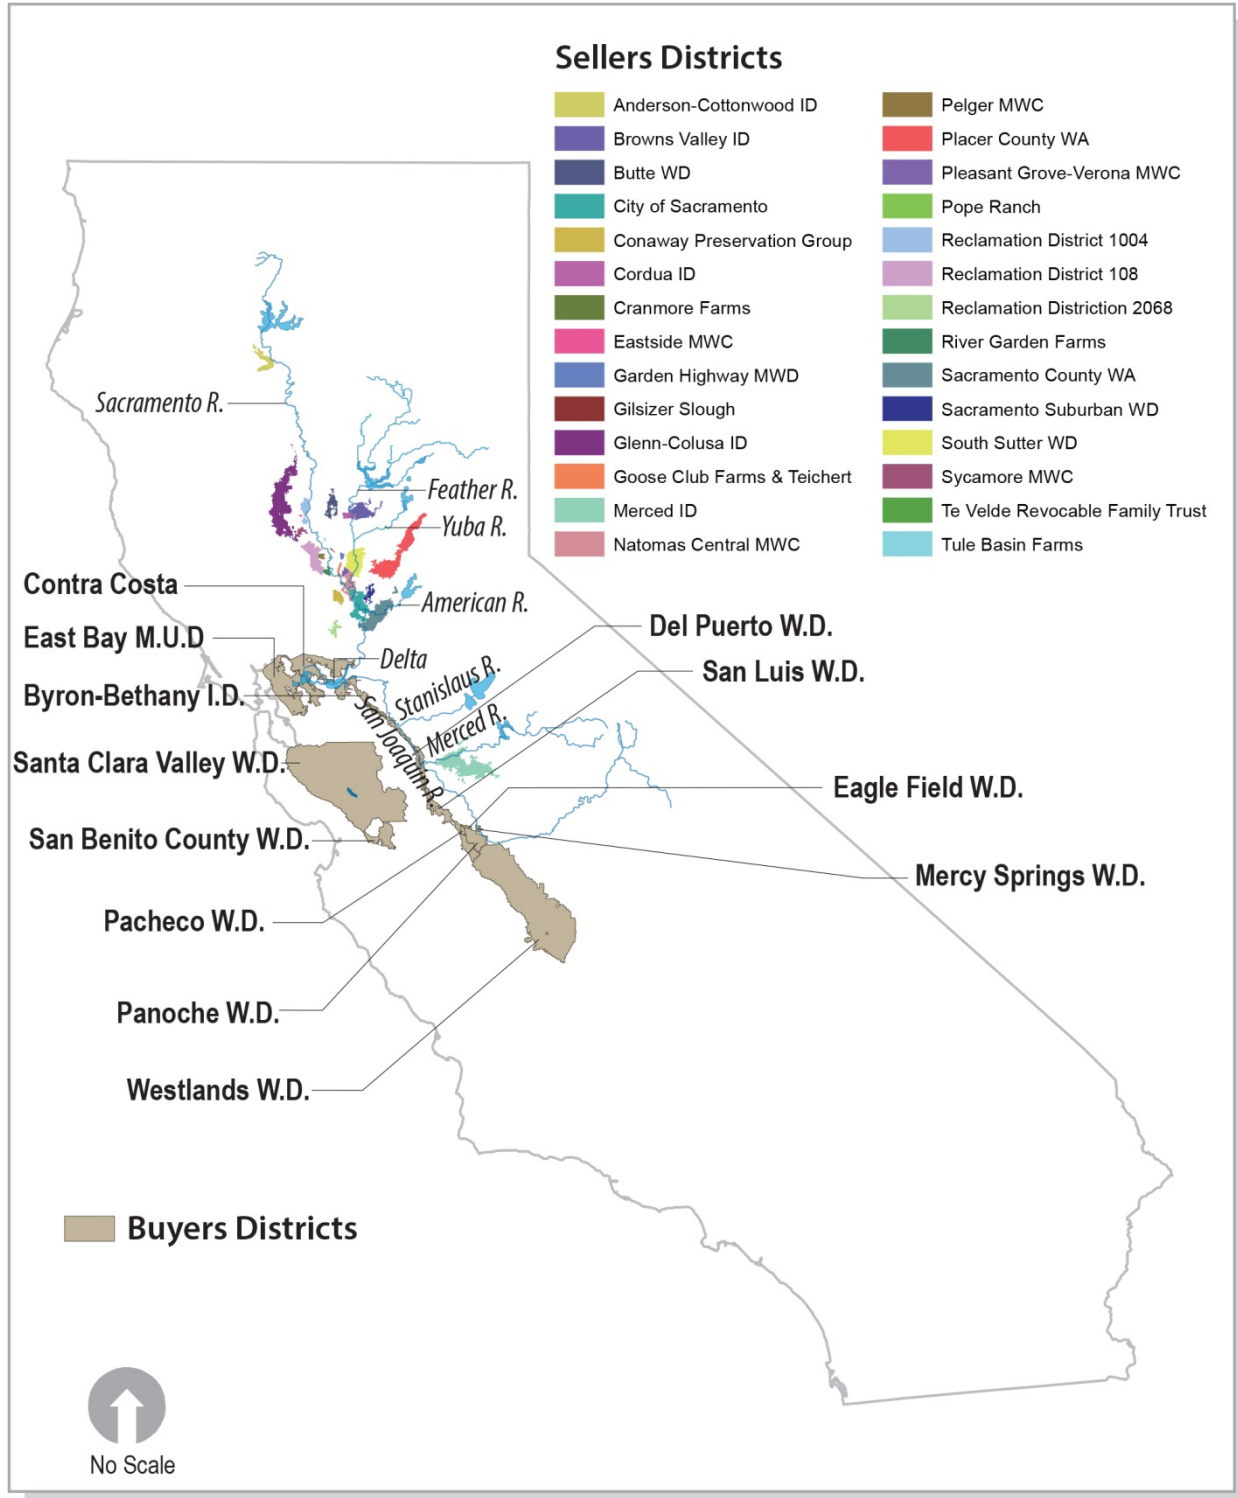 Sellers Districts
Anderson-Cottonwood ID
Browns Valley ID
Butte WD
City of Sacramento
Conaway Preservation Group
Cordua ID
Cranmore Farms
Eastside MWC
Garden Highway MWD
Gilsizer Slough
Glenn-Colusa ID
Goose Club Farms & Teichert
Merced ID
Natomas Central MWC
Pelger MWC
Placer County WA
Pleasant Grove-Verona MWC
Pope Ranch
Reclamation District 1004
Reclamation District 108
Reclamation Distriction 2068
River Garden Farms
Sacramento County WA
Sacramento Suburban WD
South Sutter WD
Sycamore MWC
Te Velde Revocable Family Trust
Tule Basin Farms
Sacramento R.
Feather R.
Yuba R.
American R.
Contra Costa
East Bay M.U.D
Delta
Byron-Bethany I.D.
Stanislaus R.
San Joaquin R.
Merced R.
Del Puerto W.D.
San Luis W.D.
Santa Clara Valley W.D.
Eagle Field W.D.
San Benito County W.D.
Mercy Springs W.D.
Pacheco W.D.
Panoche W.D.
Westlands W.D.
Buyers Districts
No Scale